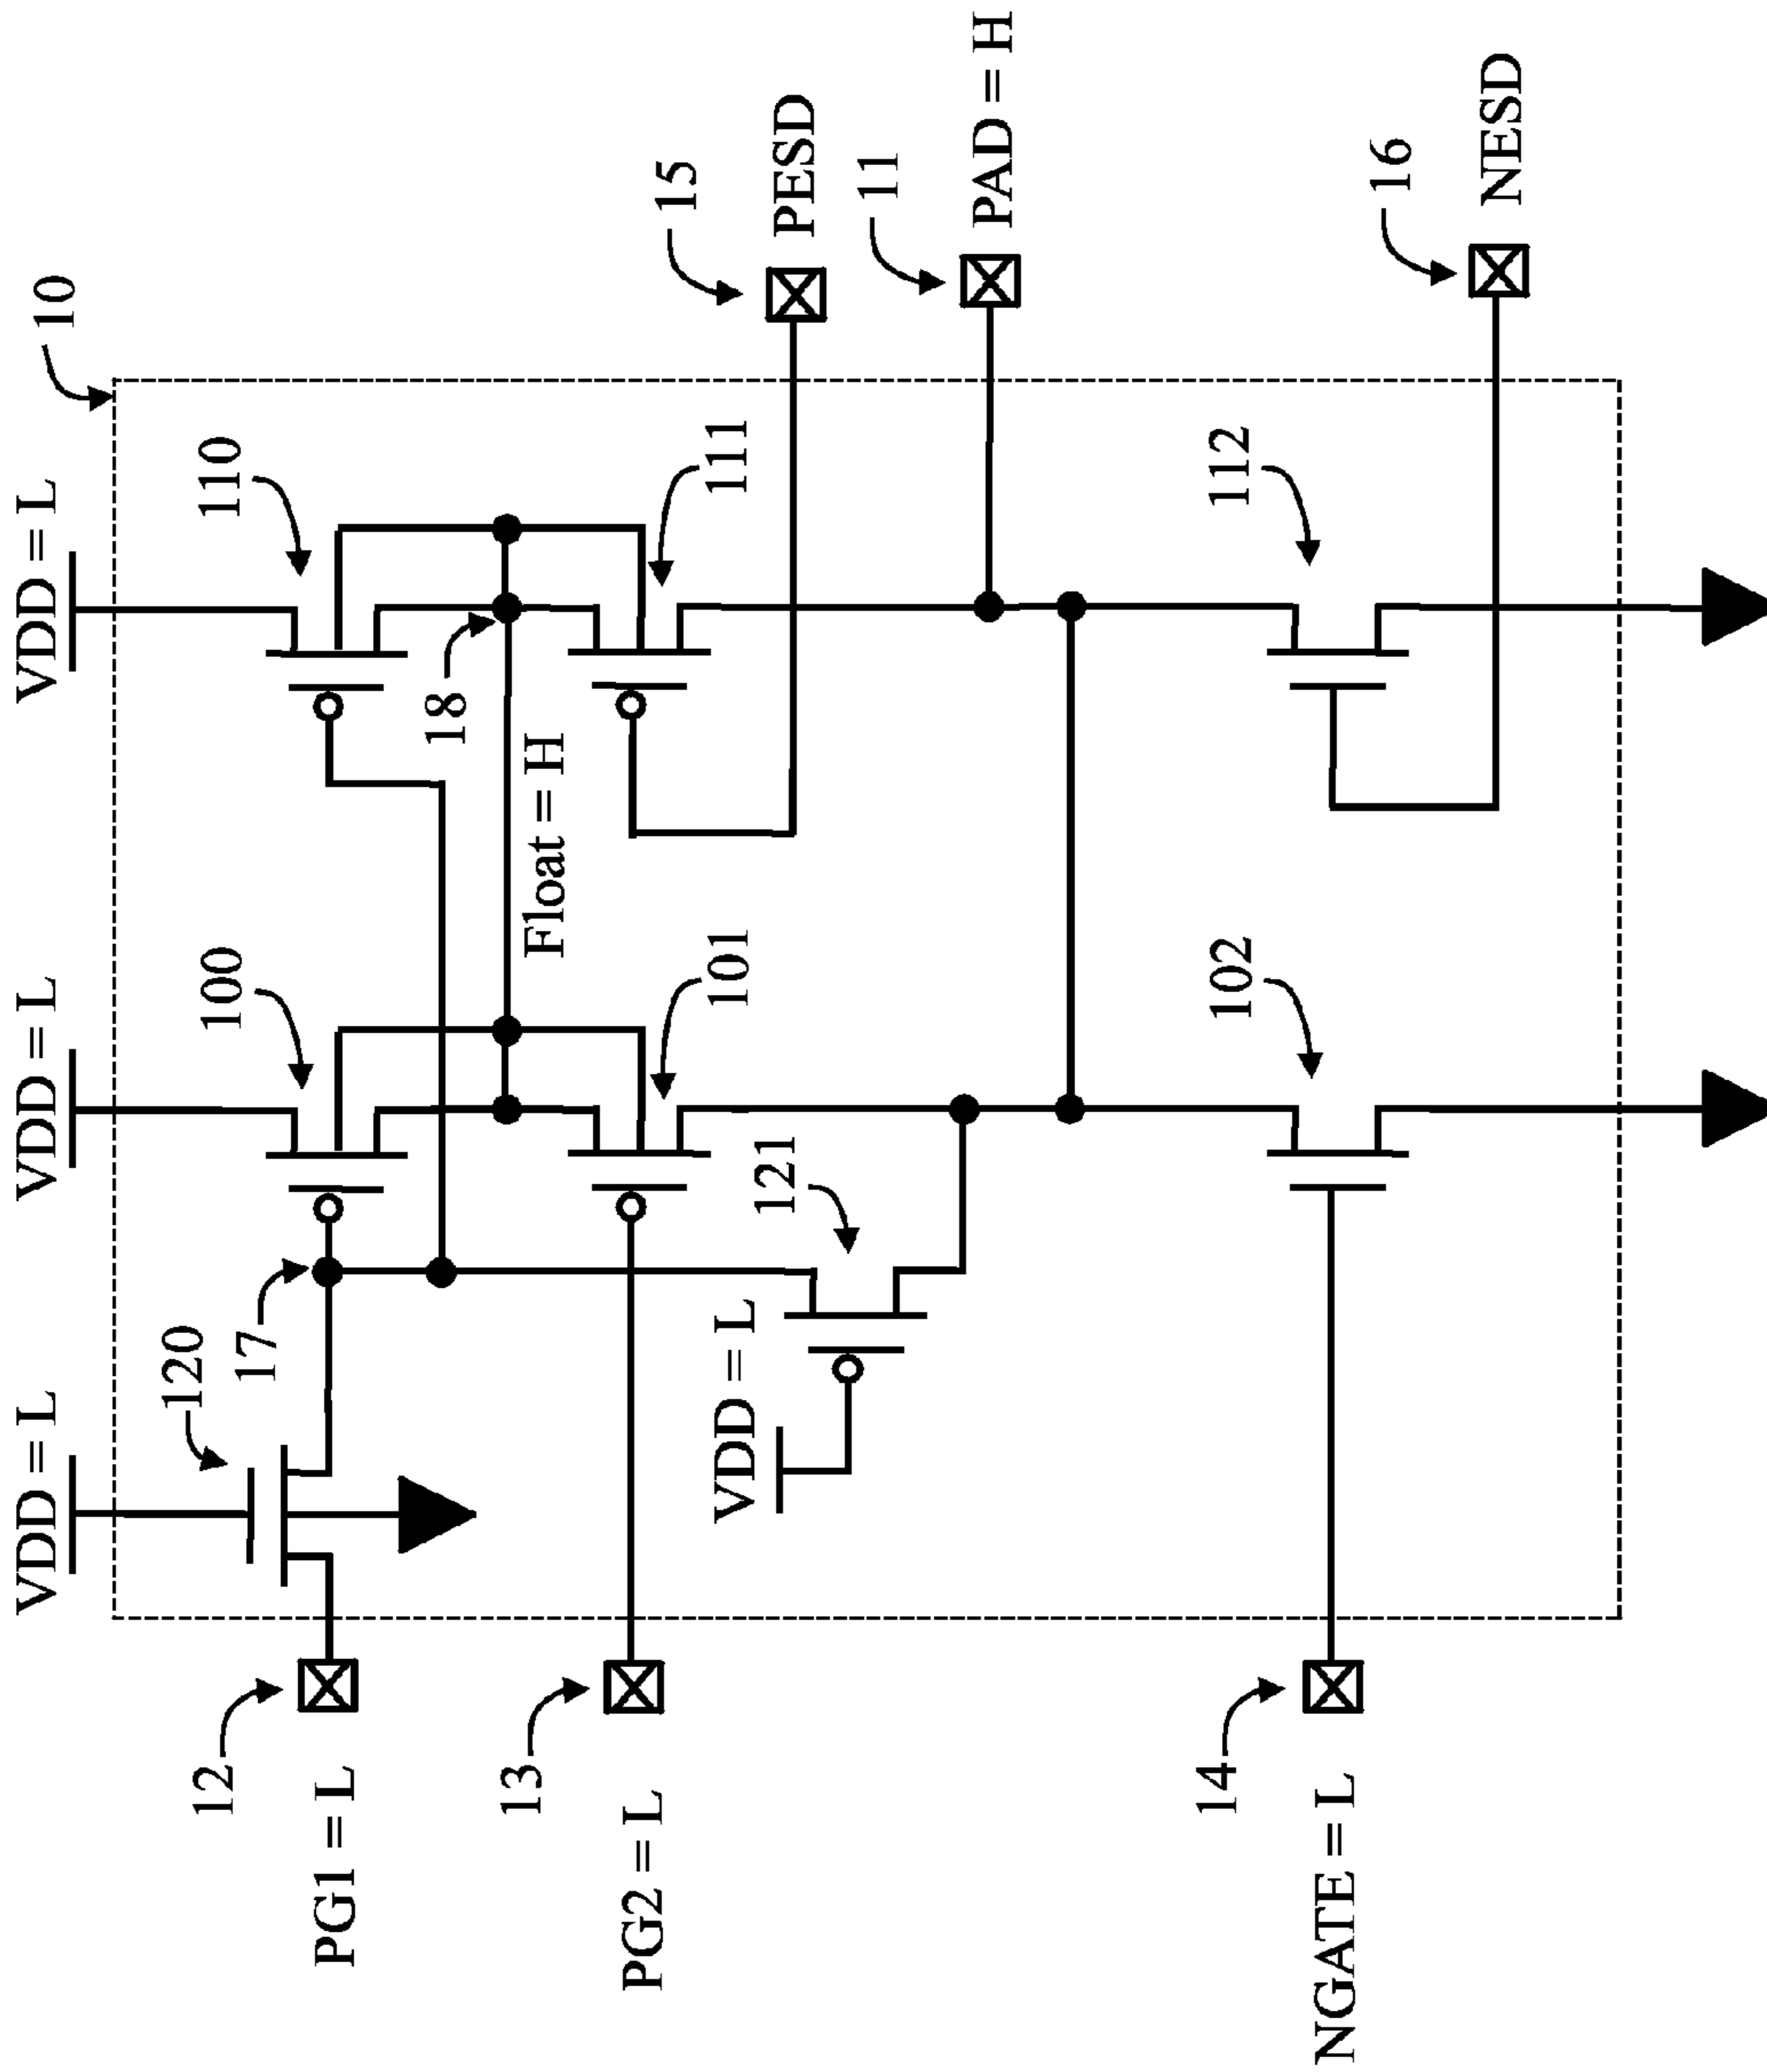 10
VDD = L
VDD = L
VDD = L
120
100
110
17
12
PG1 = L
18
Float = H
101
111
15
PESD
13
PG2 = L
VDD = L
121
11
PAD = H
102
112
14
NGATE = L
16
NESD